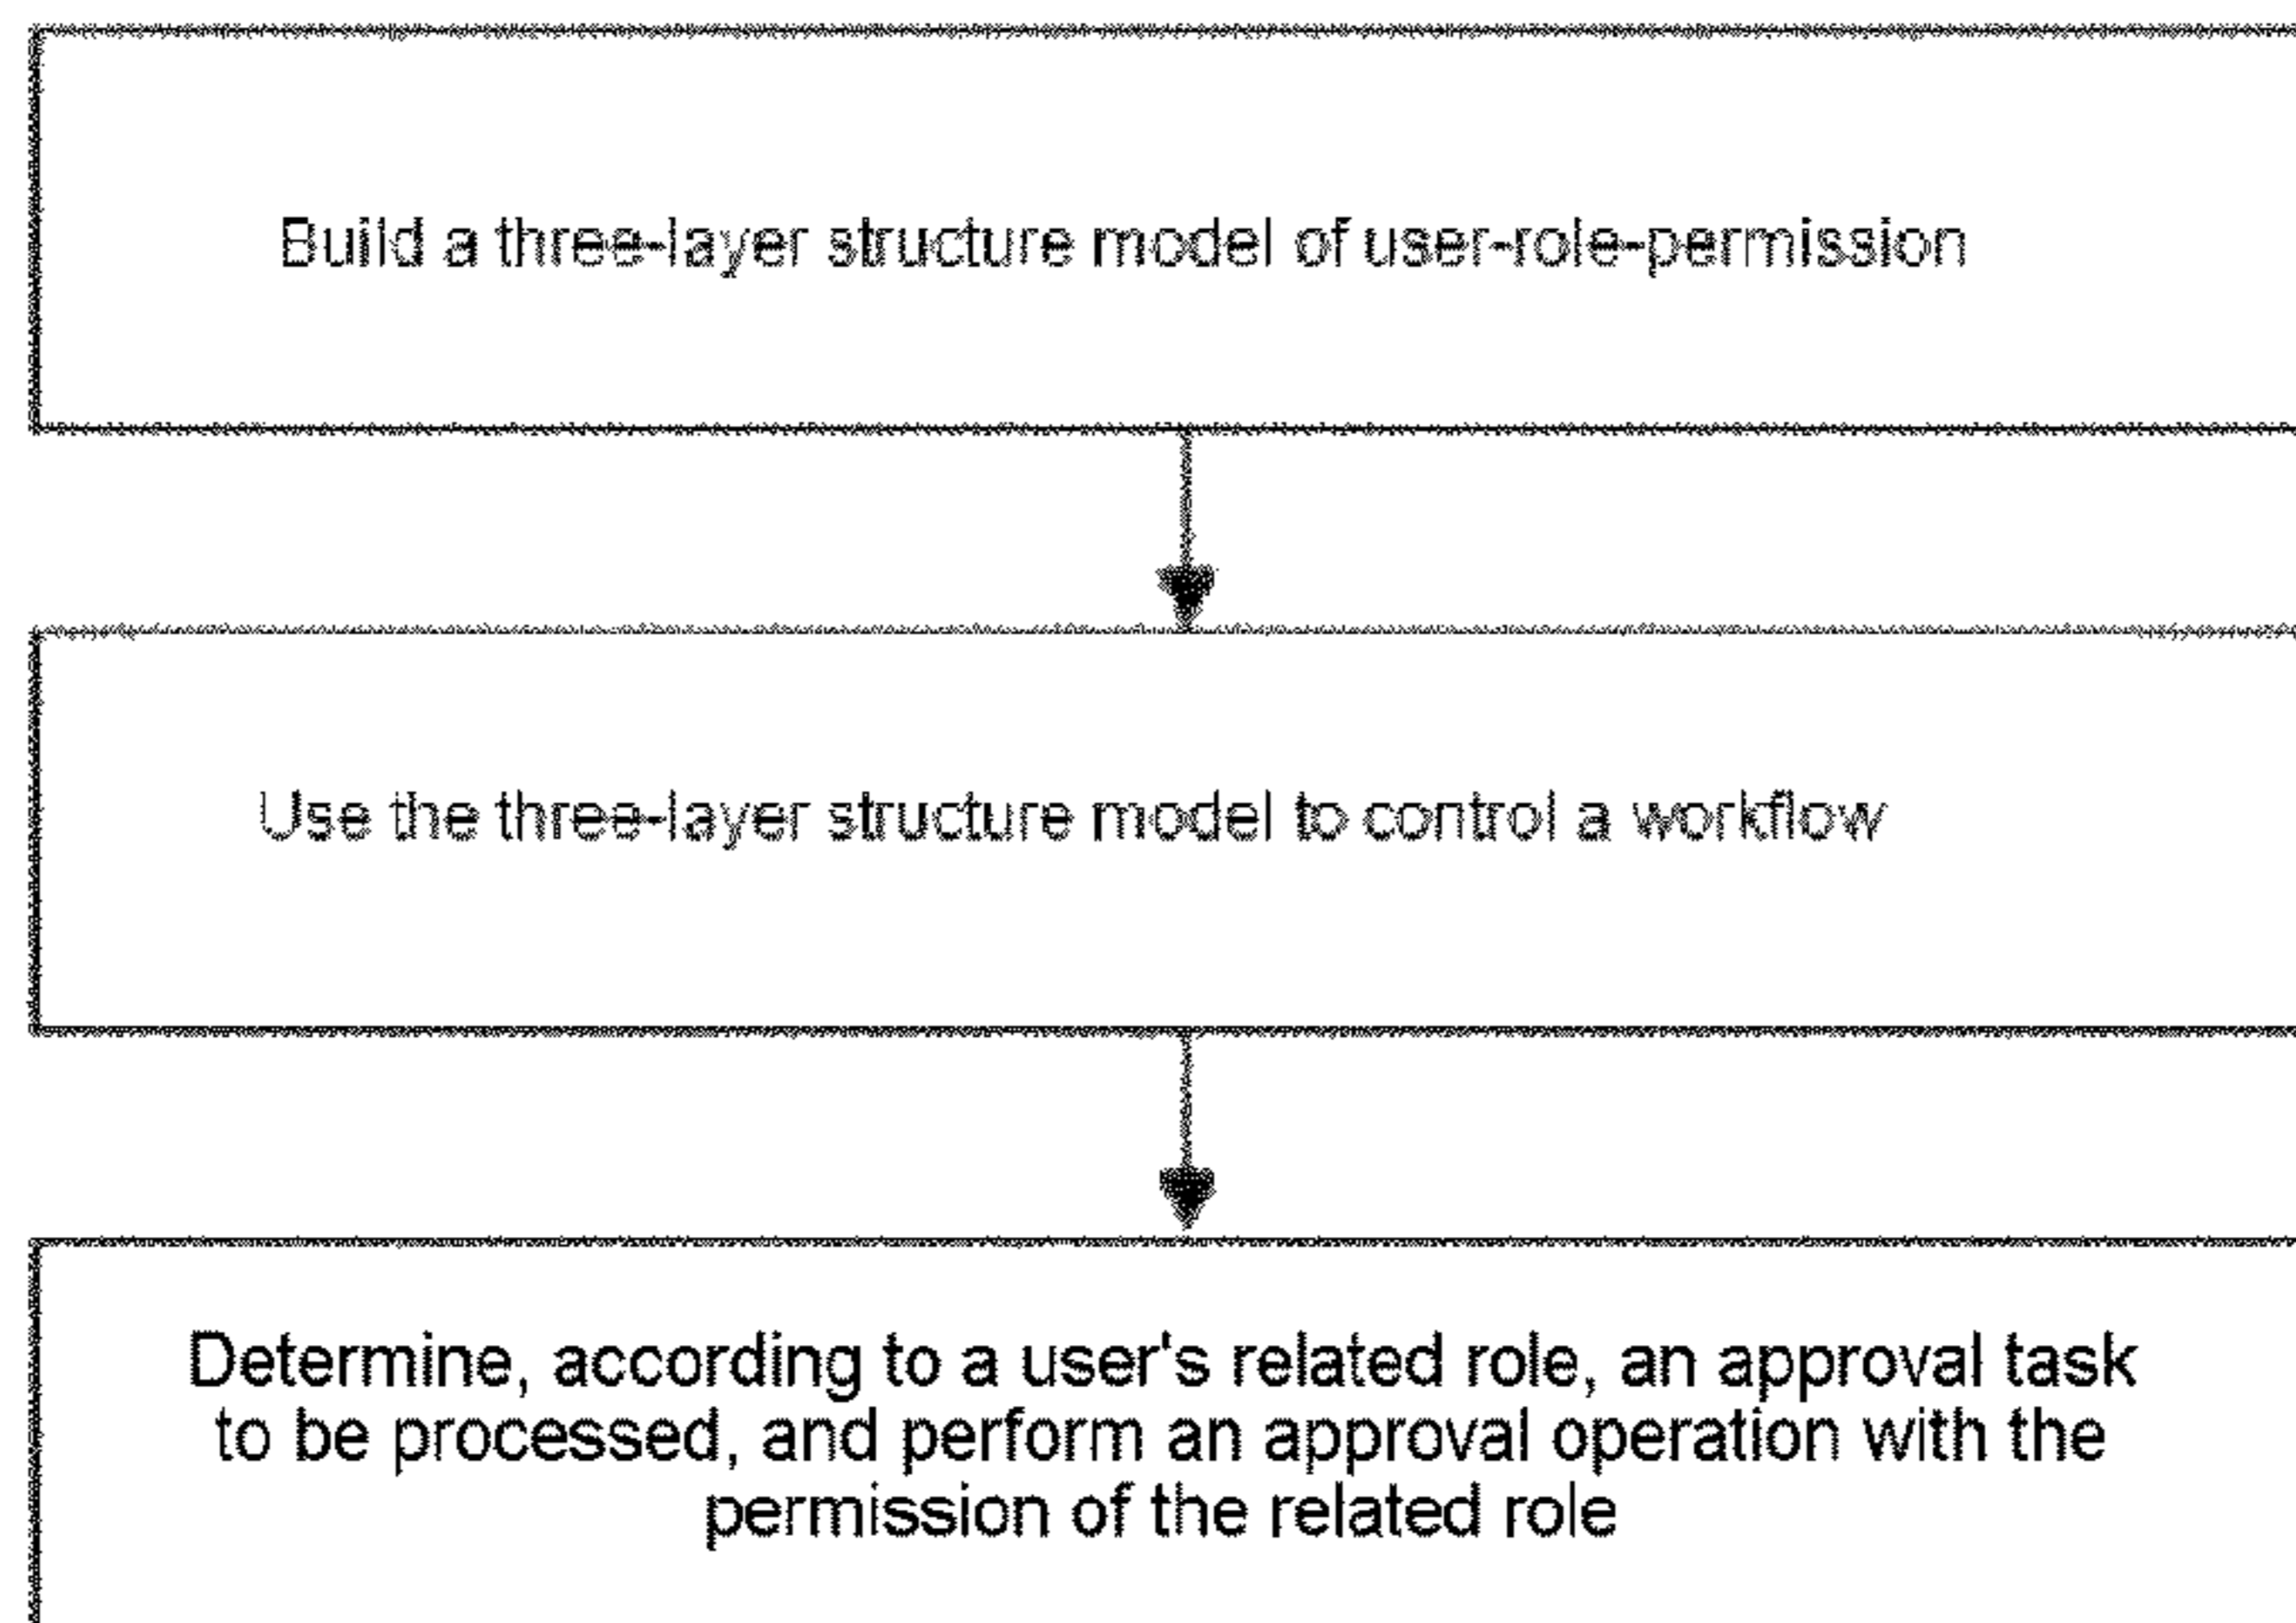 Build a three-layer structure model of user-role-permission
Use the three-layer structure model to control a workflow
Determine, according to a user's related role, an approval task
to be processed, and perform an approval operation with the
permission of the related role